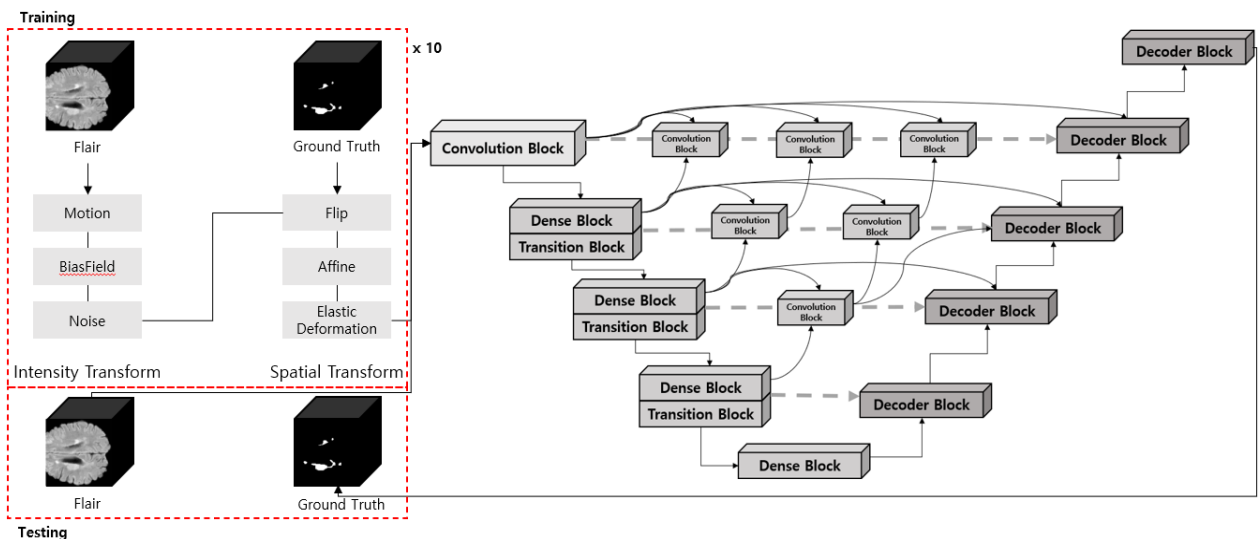 Training
x 10
Flair
Ground Truth
Motion
BiasField
Noise
Flip
Affine
Elastic
Deformation
Intensity Transform
Spatial Transform
Flair
Ground Truth
Testing
Decoder Block
Convolution Block
Convolution
Block
Convolution
Block
Convolution
Block
Decoder Block
Dense Block
Transition Block
Convolution
Block
Convolution
Block
Decoder Block
Dense Block
Transition Block
Convolution
Block
Decoder Block
Dense Block
Transition Block
Decoder Block
Dense Block